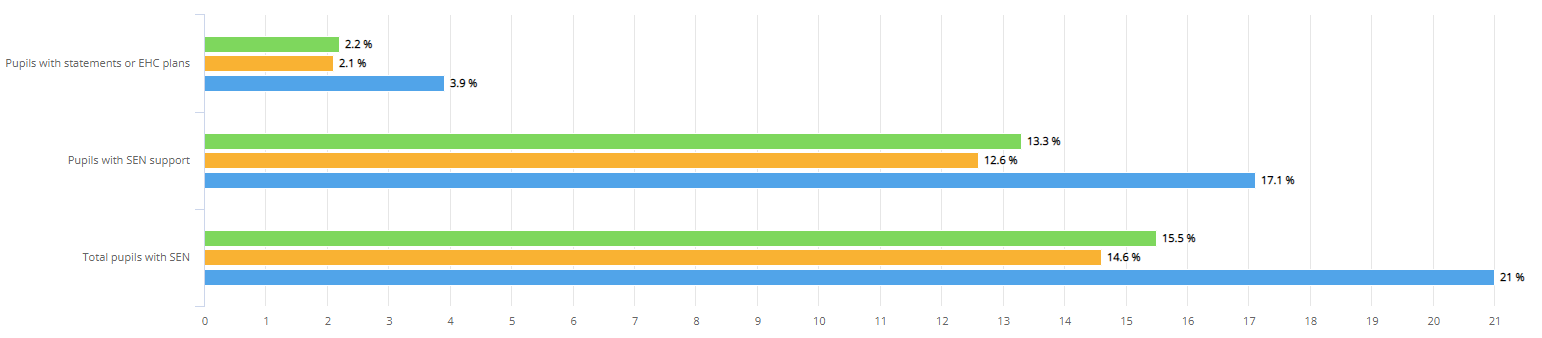 Pupils with statements or EHC plans
2.2 %
2.1 %
3.9 %
Pupils with SEN support
13.3 %
12.6 %
17.1 %
Total pupils with SEN
15.5 %
14.6 %
21 %
0 1 2 3 4 5 6 7 8 9 10 11 12 13 14 15 16 17 18 19 20 21